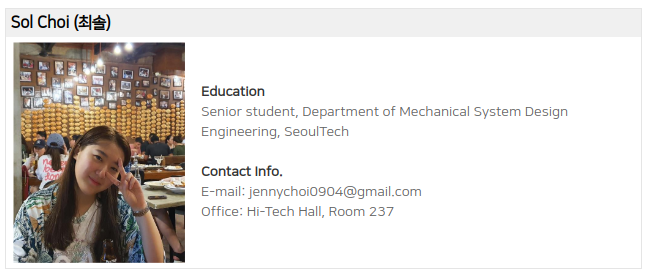 Sol Choi (최솔)
Education
Senior student, Department of Mechanical System Design
Engineering, SeoulTech
Contact Info.
E-mail: jennychoi0904@gmail.com
Office: Hi-Tech Hall, Room 237